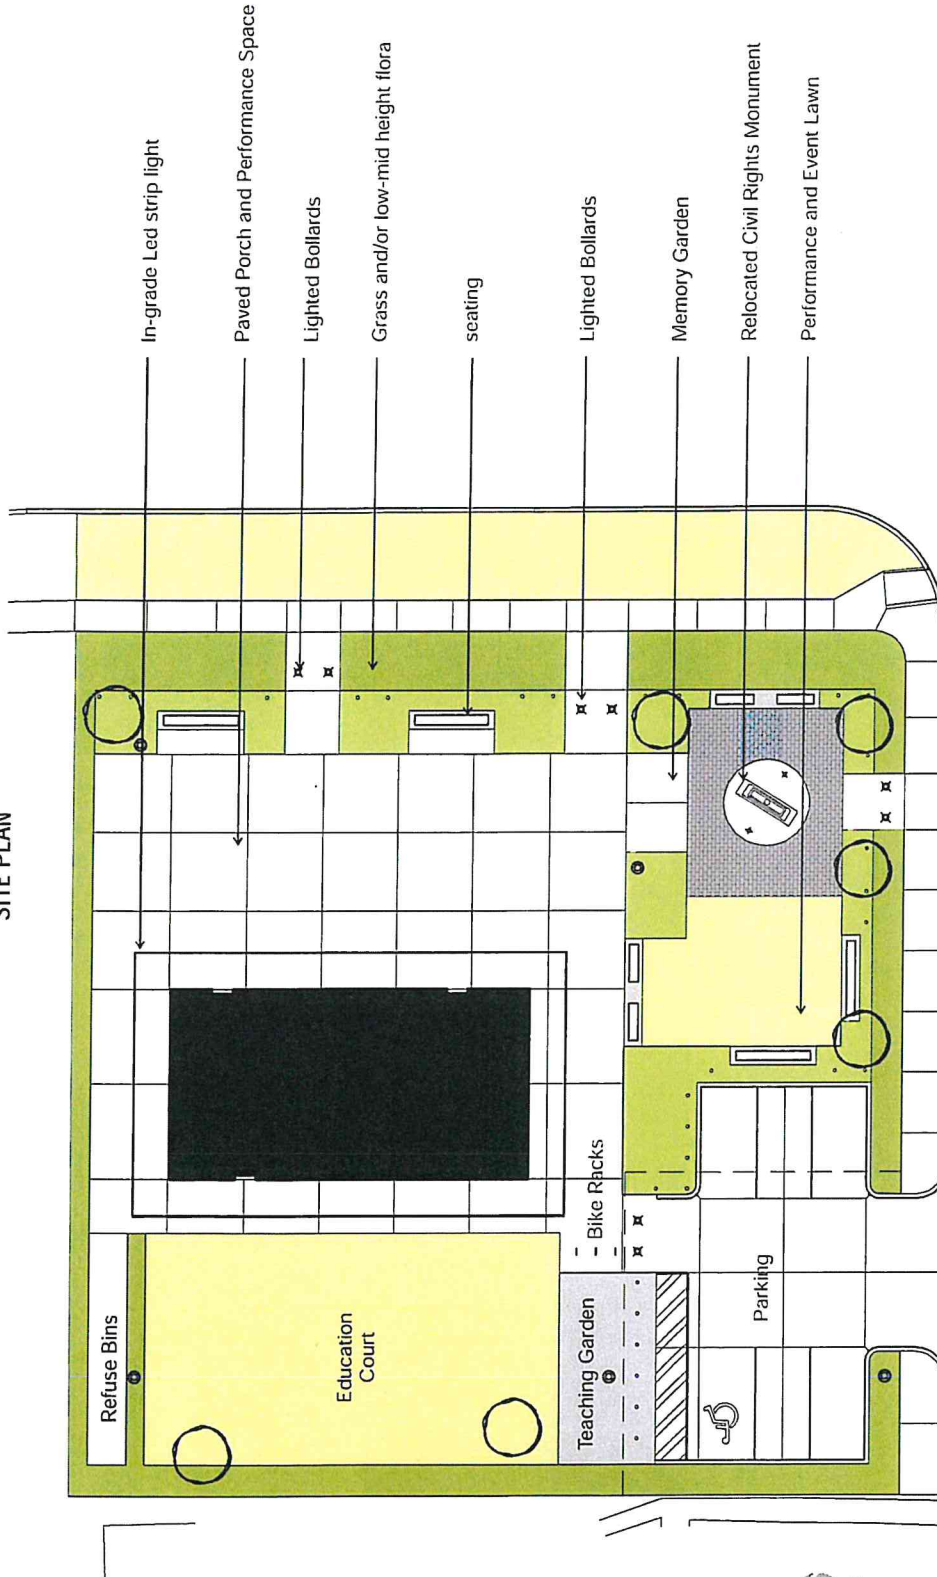 SITE PLAN
In-grade Led strip light
Paved Porch and Performance Space
Lighted Bollards
Grass and/or low-mid height flora
seating
Lighted Bollards
Memory Garden
Relocated Civil Rights Monument
Performance and Event Lawn
Refuse Bins
Education
Court
Teaching Garden
Bike Racks
Parking